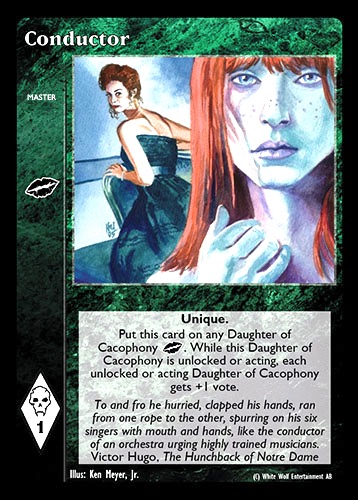 Conductor
MASTER
Unique.
Put this card on any Daughter of
Cacophony. While this Daughter of
Cacophony is unlocked or acting, each
unlocked or acting Daughter of Cacophony
gets +1 vote.
To and fro he hurried, clapped his hands, ran
from one rope to the other, spurring on his six
singers with mouth and hands, like the conductor
of an orchestra urging highly trained musicians.
Victor Hugo, The Hunchback of Notre Dame
1
Illus: Ken Meyer, Jr.
(C) White Wolf Entertainment AB